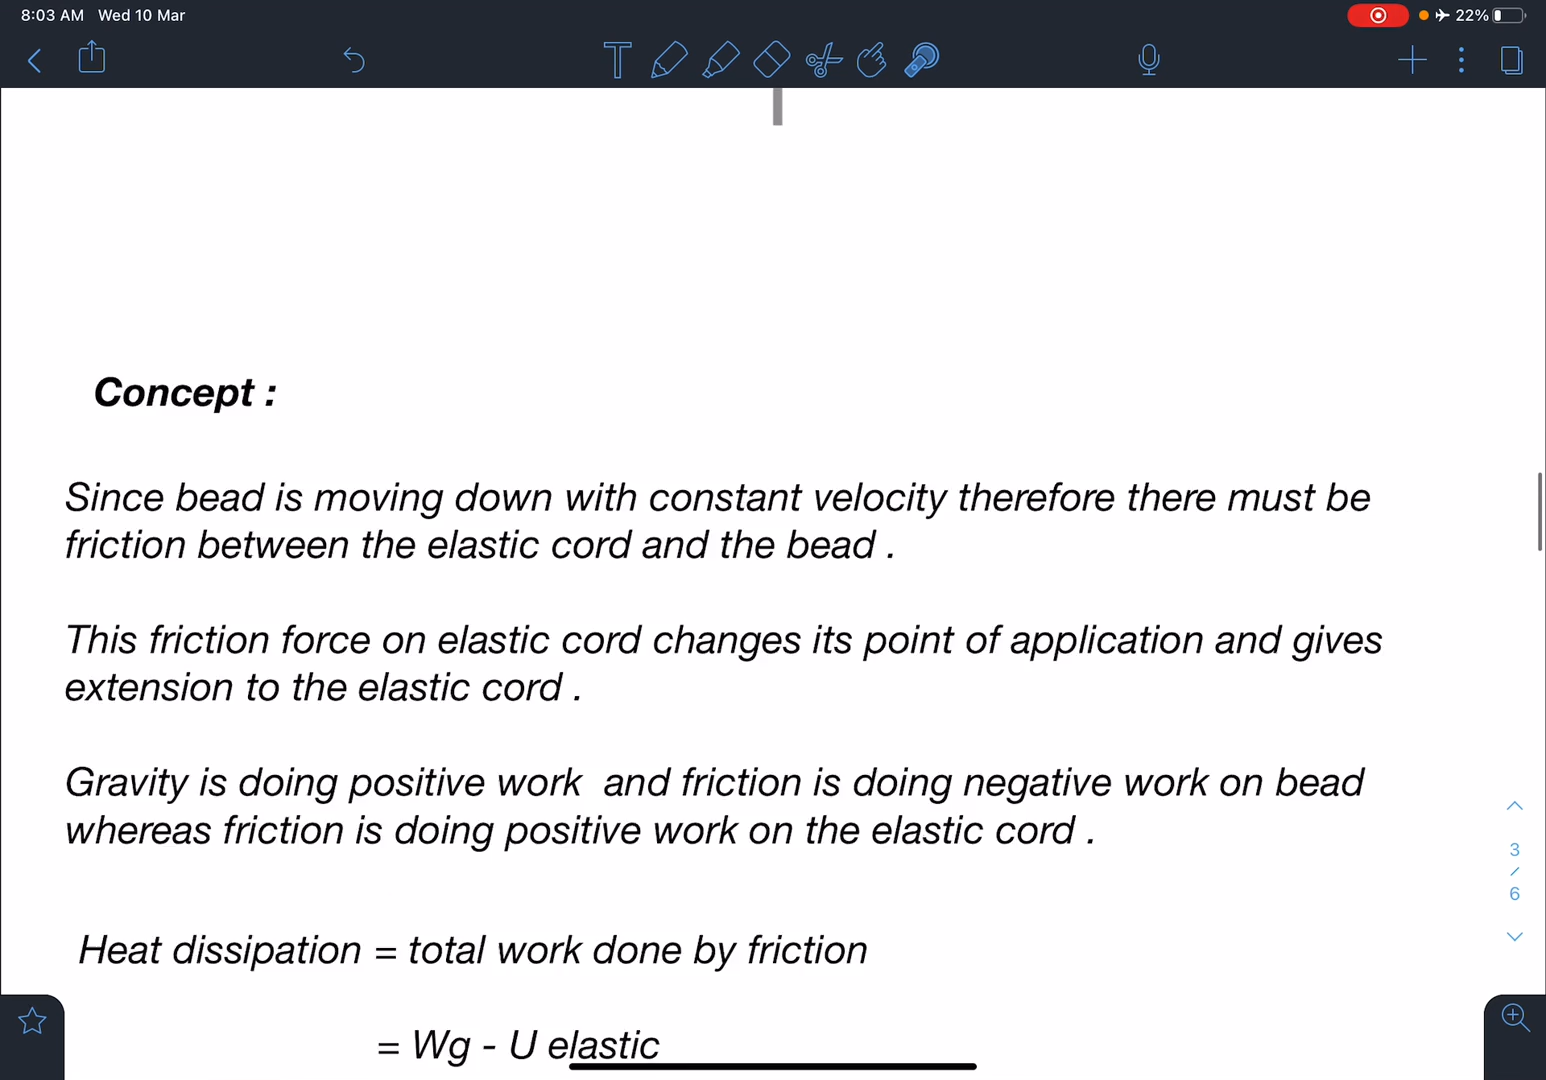 8:03 AM Wed 10 Mar
22%
T
Concept :
Since bead is moving down with constant velocity therefore there must be
friction between the elastic cord and the bead .
This friction force on elastic cord changes its point of application and gives
extension to the elastic cord .
Gravity is doing positive work and friction is doing negative work on bead
whereas friction is doing positive work on the elastic cord .
3
/
6
Heat dissipation = total work done by friction
= Wg - U elastic